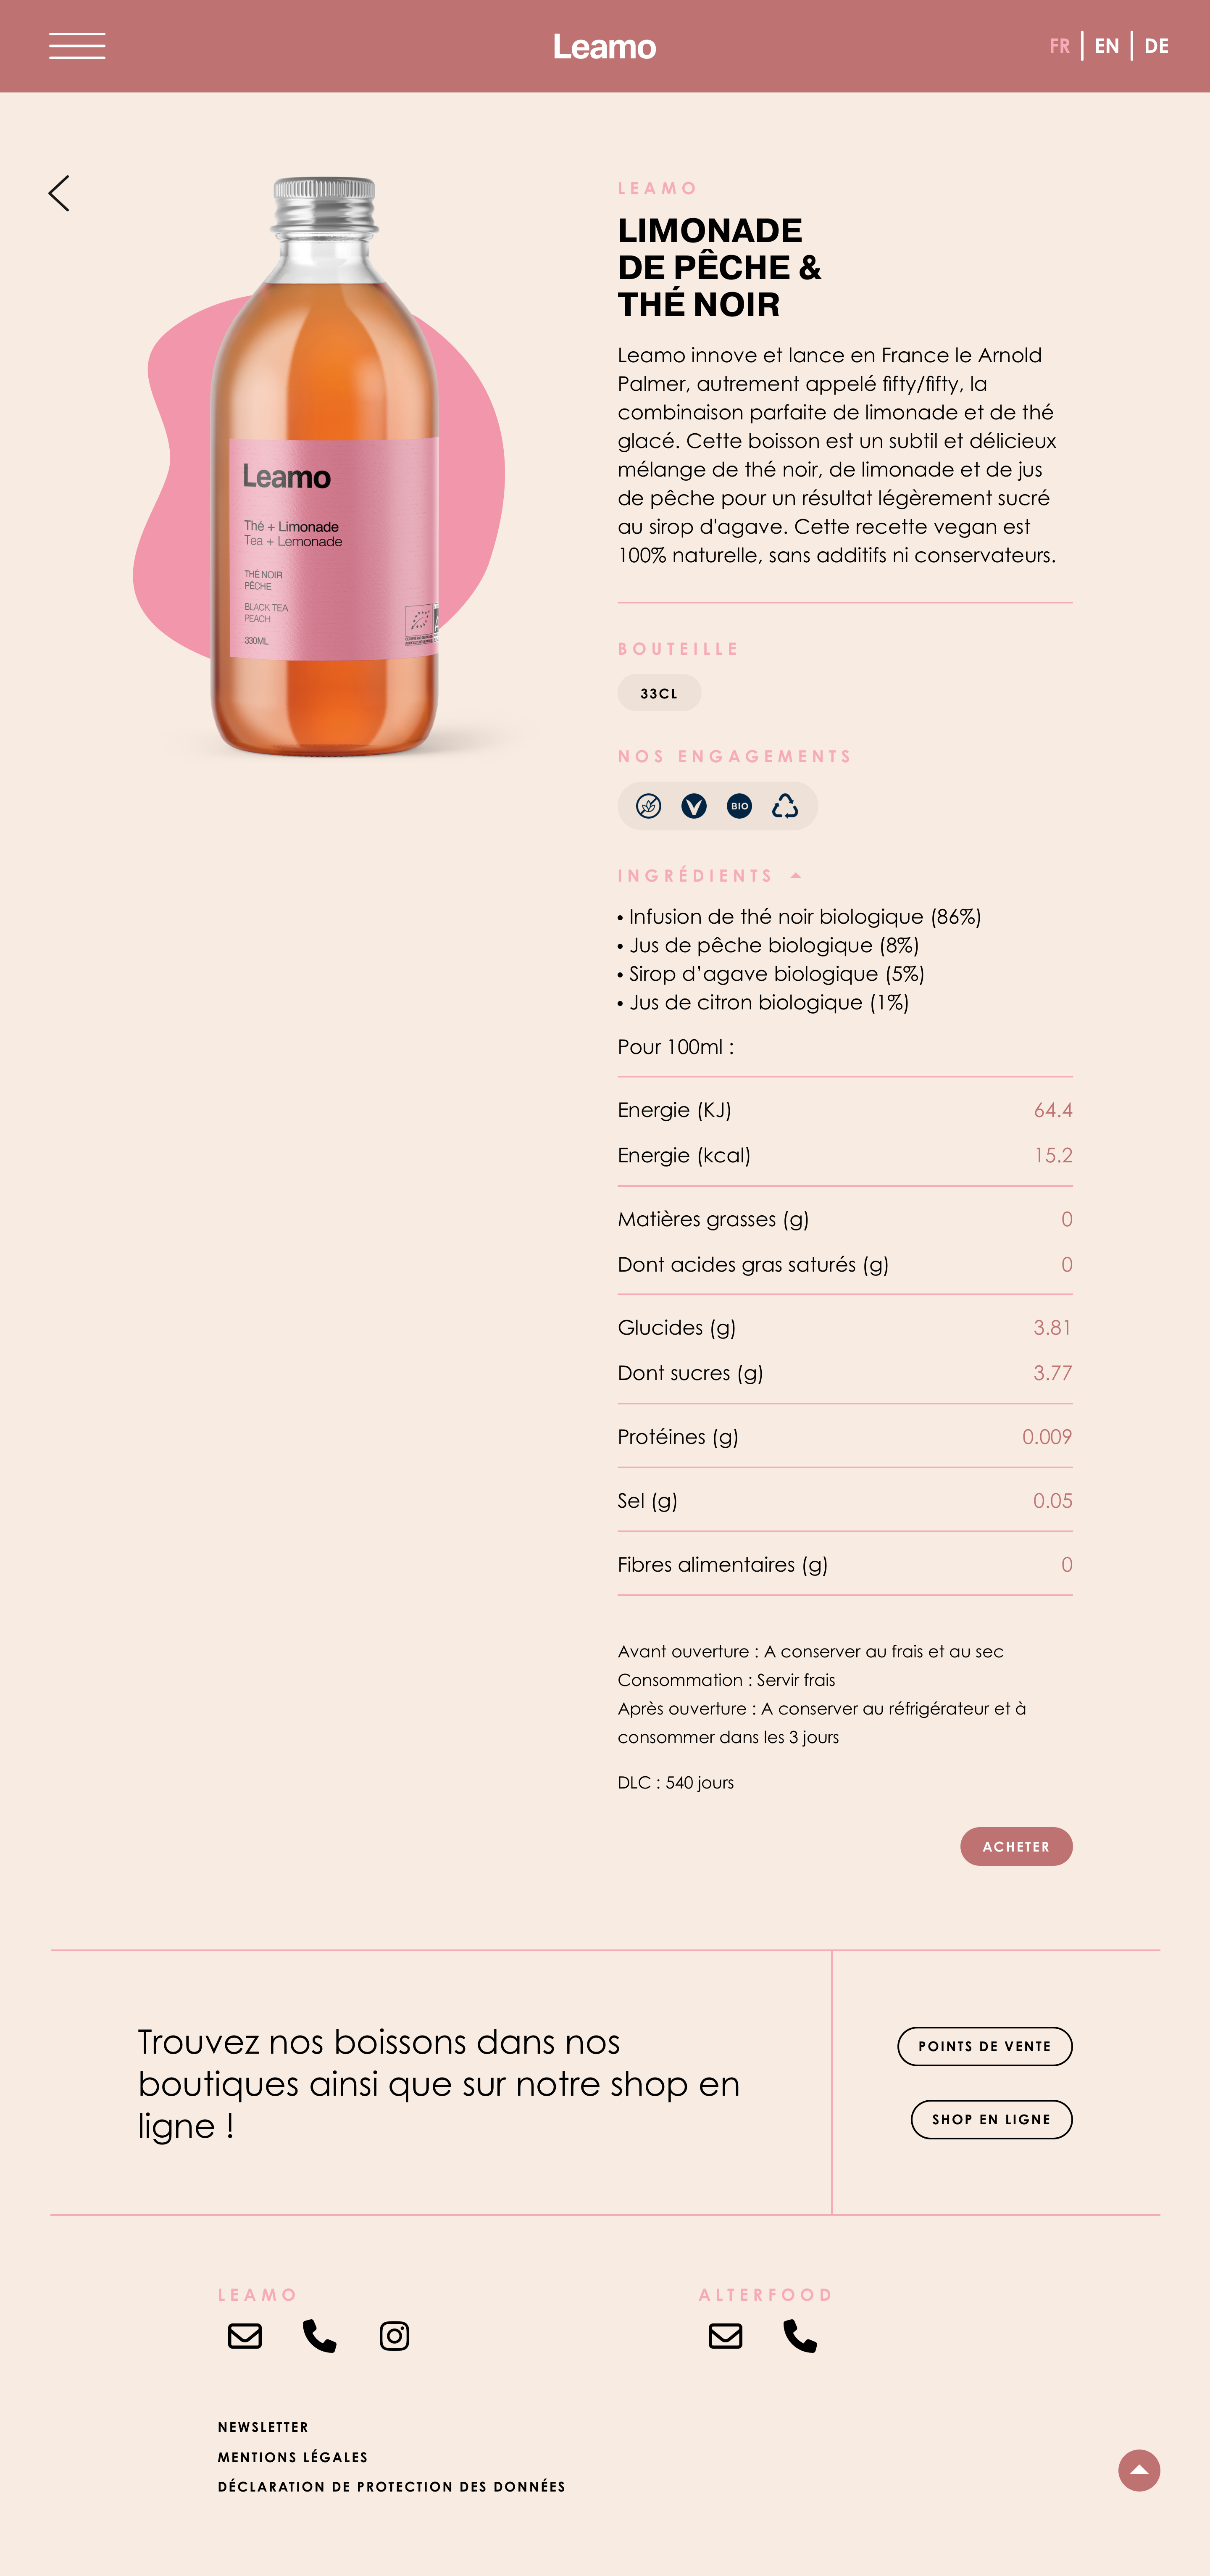 Leamo
FR | EN | DE
LEAMO
LIMONADE
DE PÊCHE &
THÉ NOIR
Leamo innove et lance en France le Arnold
Palmer, autrement appelé fifty/fifty, la
combinaison parfaite de limonade et de thé
glacé. Cette boisson est un subtil et délicieux
mélange de thé noir, de limonade et de jus
de pêche pour un résultat légèrement sucré
au sirop d'agave. Cette recette vegan est
100% naturelle, sans additifs ni conservateurs.
Leamo
Thé + Limonade
Tea + Lemonade
THÉ NOIR
PÊCHE
BLACK TEA
PEACH
330ML
BOUTEILLE
33CL
NOS ENGAGEMENTS
V BIO
INGRÉDIENTS
• Infusion de thé noir biologique (86%)
• Jus de pêche biologique (8%)
• Sirop d’agave biologique (5%)
• Jus de citron biologique (1%)
Pour 100ml :
Energie (KJ) 64.4
Energie (kcal) 15.2
Matières grasses (g) 0
Dont acides gras saturés (g) 0
Glucides (g) 3.81
Dont sucres (g) 3.77
Protéines (g) 0.009
Sel (g) 0.05
Fibres alimentaires (g) 0
Avant ouverture : A conserver au frais et au sec
Consommation : Servir frais
Après ouverture : A conserver au réfrigérateur et à
consommer dans les 3 jours
DLC : 540 jours
ACHETER
Trouvez nos boissons dans nos
boutiques ainsi que sur notre shop en
ligne !
POINTS DE VENTE
SHOP EN LIGNE
LEAMO
ALTERFOOD
NEWSLETTER
MENTIONS LÉGALES
DÉCLARATION DE PROTECTION DES DONNÉES